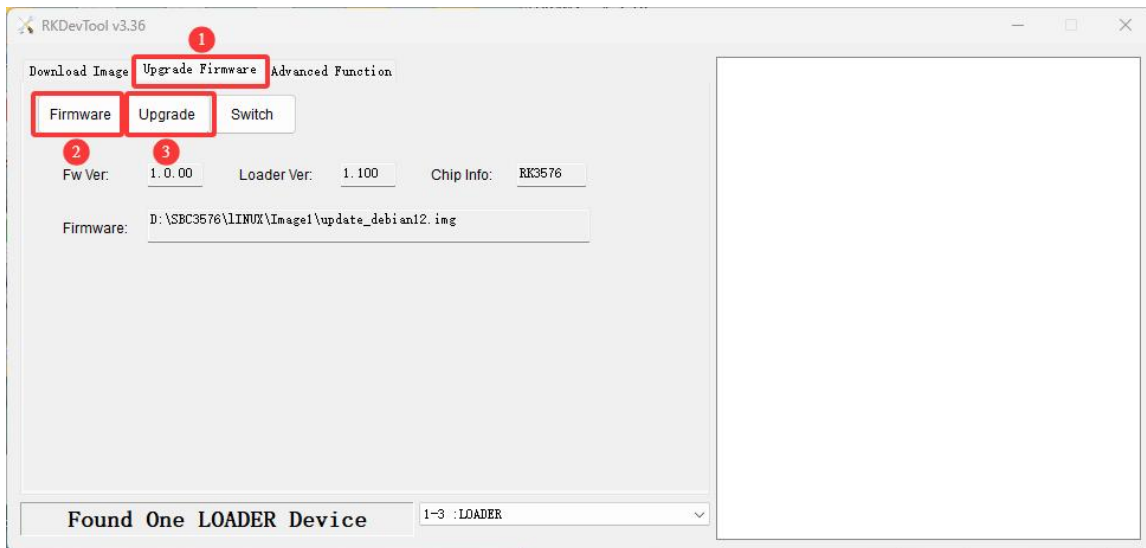 RKDevTool v3.36
1
Download Image Upgrade Firmware Advanced Function
Firmware Upgrade Switch
2 3
Fw Ver: 1.0.00 Loader Ver: 1.100 Chip Info: RK3576
Firmware: D:\SBC3576\lINUX\Image1\update_debian12.img
Found One LOADER Device 1-3 :LOADER